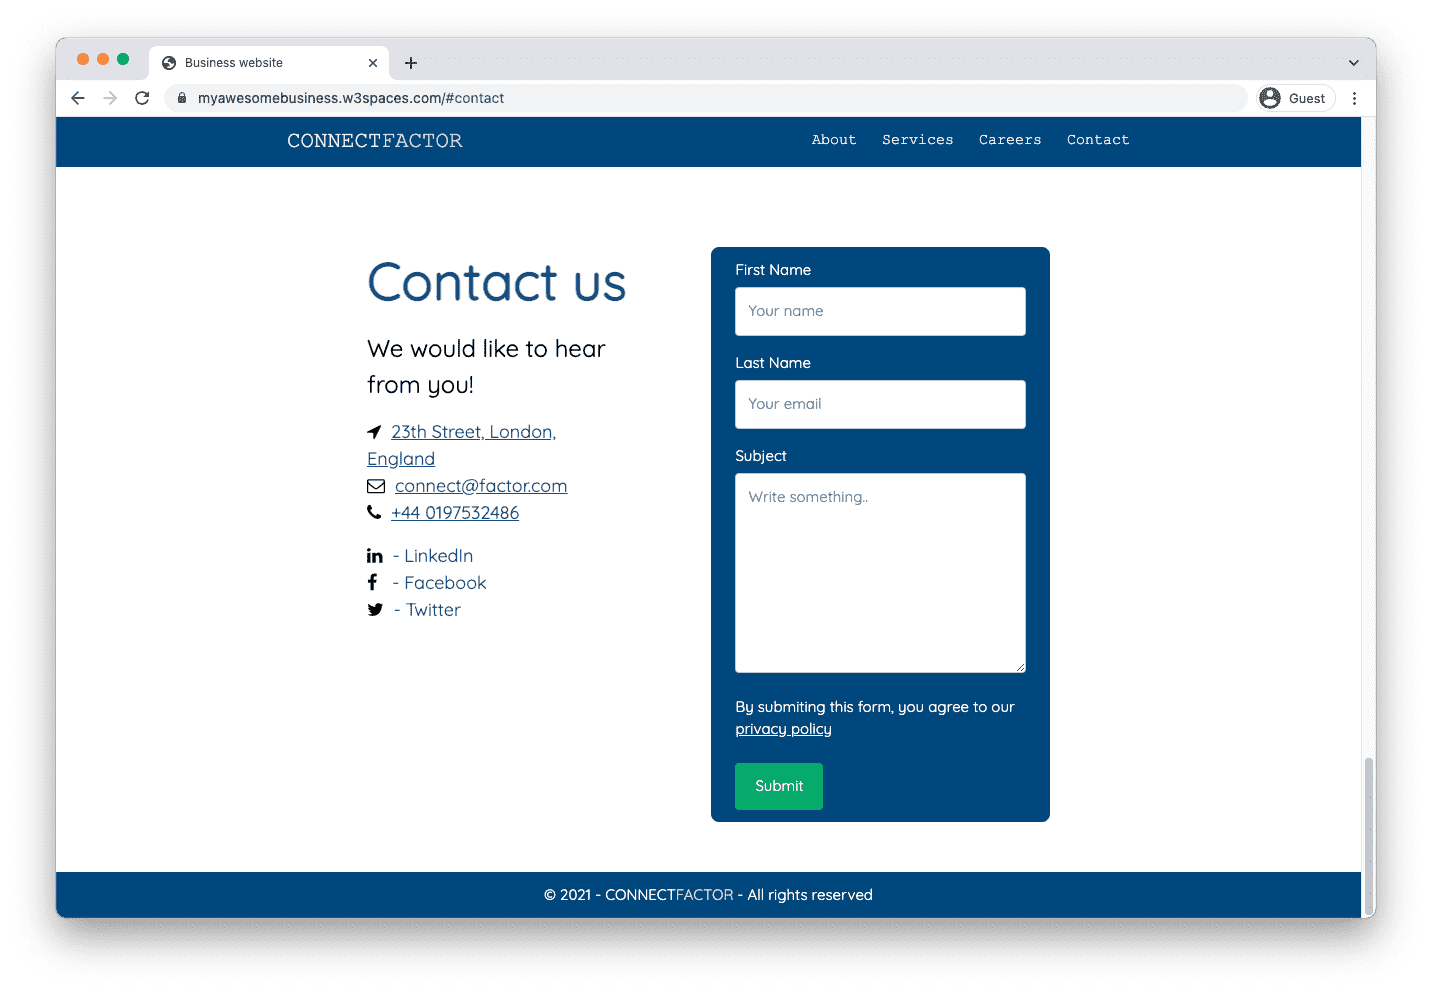 Business website
myawesomebusiness.w3spaces.com/#contact
Guest
CONNECTFACTOR
About Services Careers Contact
Contact us
We would like to hear
from you!
23th Street, London,
England
connect@factor.com
+44 0197532486
- LinkedIn
- Facebook
- Twitter
First Name
Your name
Last Name
Your email
Subject
Write something..
By submiting this form, you agree to our
privacy policy
Submit
© 2021 - CONNECTFACTOR - All rights reserved